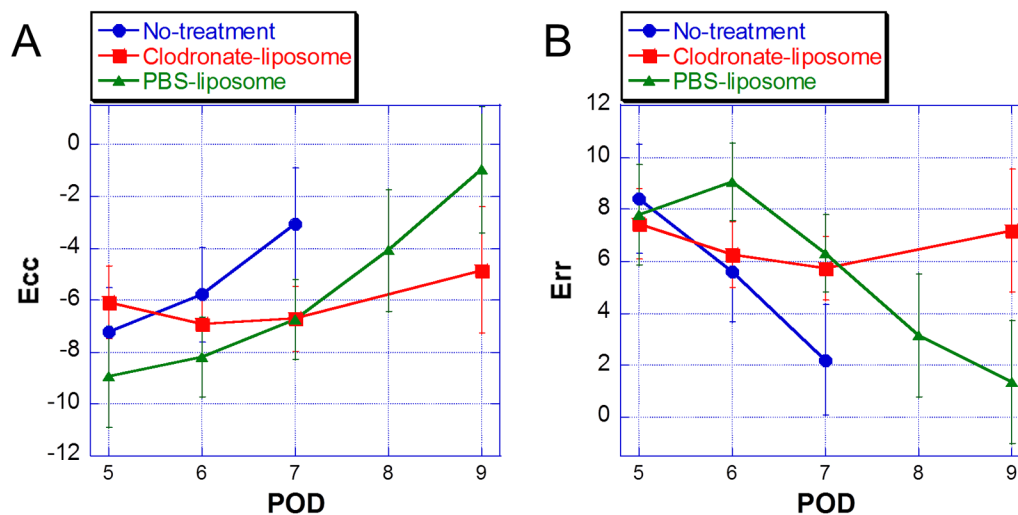 A
No-treatment
Clodronate-liposome
PBS-liposome
0
-2
-4
-6
-8
-10
-12
Ecc
5 6 7 8 9
POD
B
No-treatment
Clodronate-liposome
PBS-liposome
12
10
8
6
4
2
0
Err
5 6 7 8 9
POD